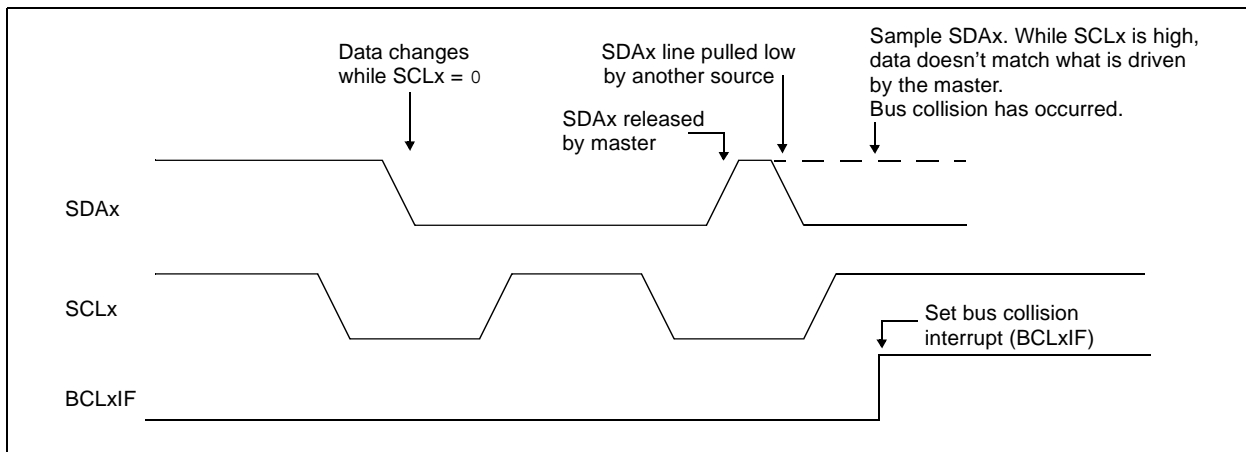 Data changes
while SCLx = 0
SDAx line pulled low
by another source
Sample SDAx. While SCLx is high,
data doesn't match what is driven
by the master.
Bus collision has occurred.
SDAx released
by master
SDAx
SCLx
Set bus collision
interrupt (BCLxIF)
BCLxIF